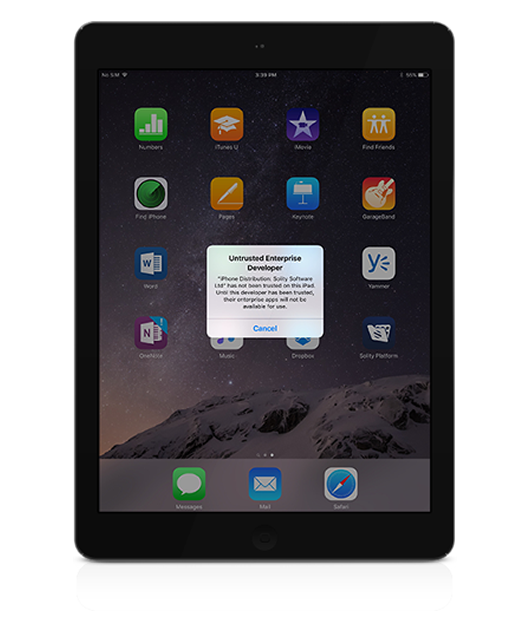 No SIM
3:39 PM
55%
Numbers
iTunes U
iMovie
Find Friends
Find iPhone
Pages
Keynote
GarageBand
Untrusted Enterprise
Developer
"iPhone Distribution: Solity Software
Ltd" has not been trusted on this iPad.
Until this developer has been trusted,
their enterprise apps will not be
available for use.
Cancel
Word
Yammer
OneNote
Music
Dropbox
Solity Platform
Messages
Mail
Safari